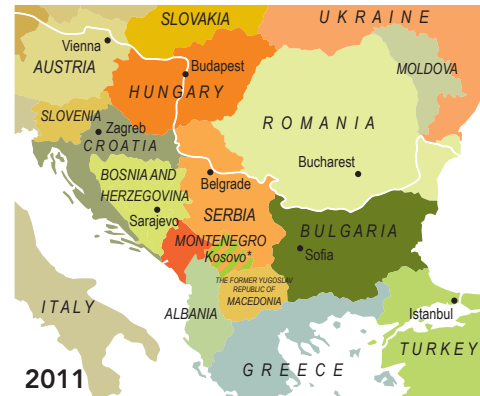 SLOVAKIA
UKRAINE
Vienna
AUSTRIA
Budapest
HUNGARY
MOLDOVA
SLOVENIA
Zagreb
CROATIA
ROMANIA
Bucharest
BOSNIA AND
HERZEGOVINA
Sarajevo
Belgrade
SERBIA
MONTENEGRO
Kosovo*
BULGARIA
Sofia
THE FORMER YUGOSLAV
REPUBLIC OF
MACEDONIA
ITALY
ALBANIA
Istanbul
GREECE
TURKEY
2011